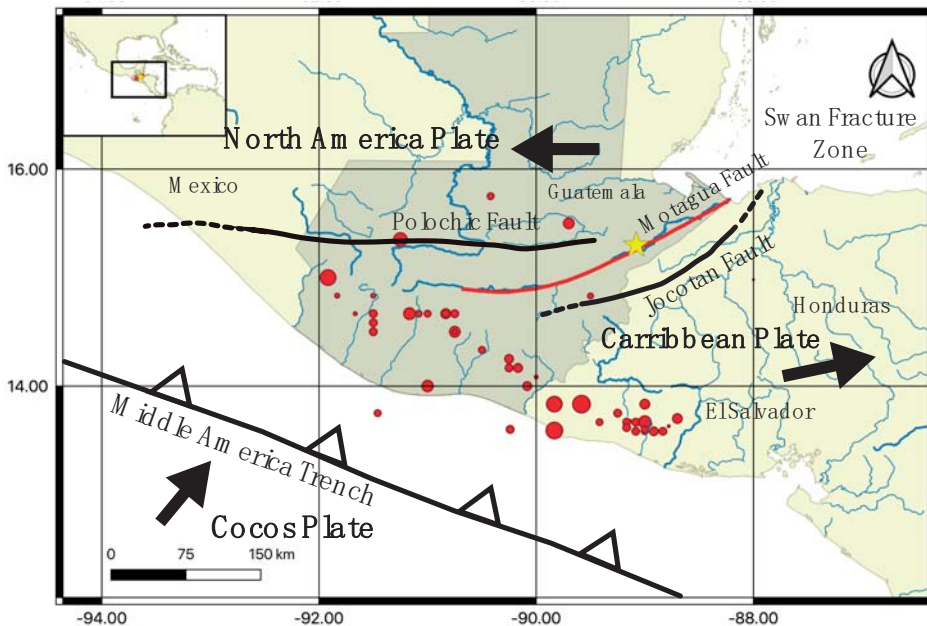 North America Plate
Swan Fracture
Zone
16.00
Mexico
Guatemala
Motagua Fault
Polochic Fault
Jocotan Fault
Honduras
Carribbean Plate
14.00
El Salvador
Middle America Trench
Cocos Plate
0 75 150 km
-94.00 -92.00 -90.00 -88.00